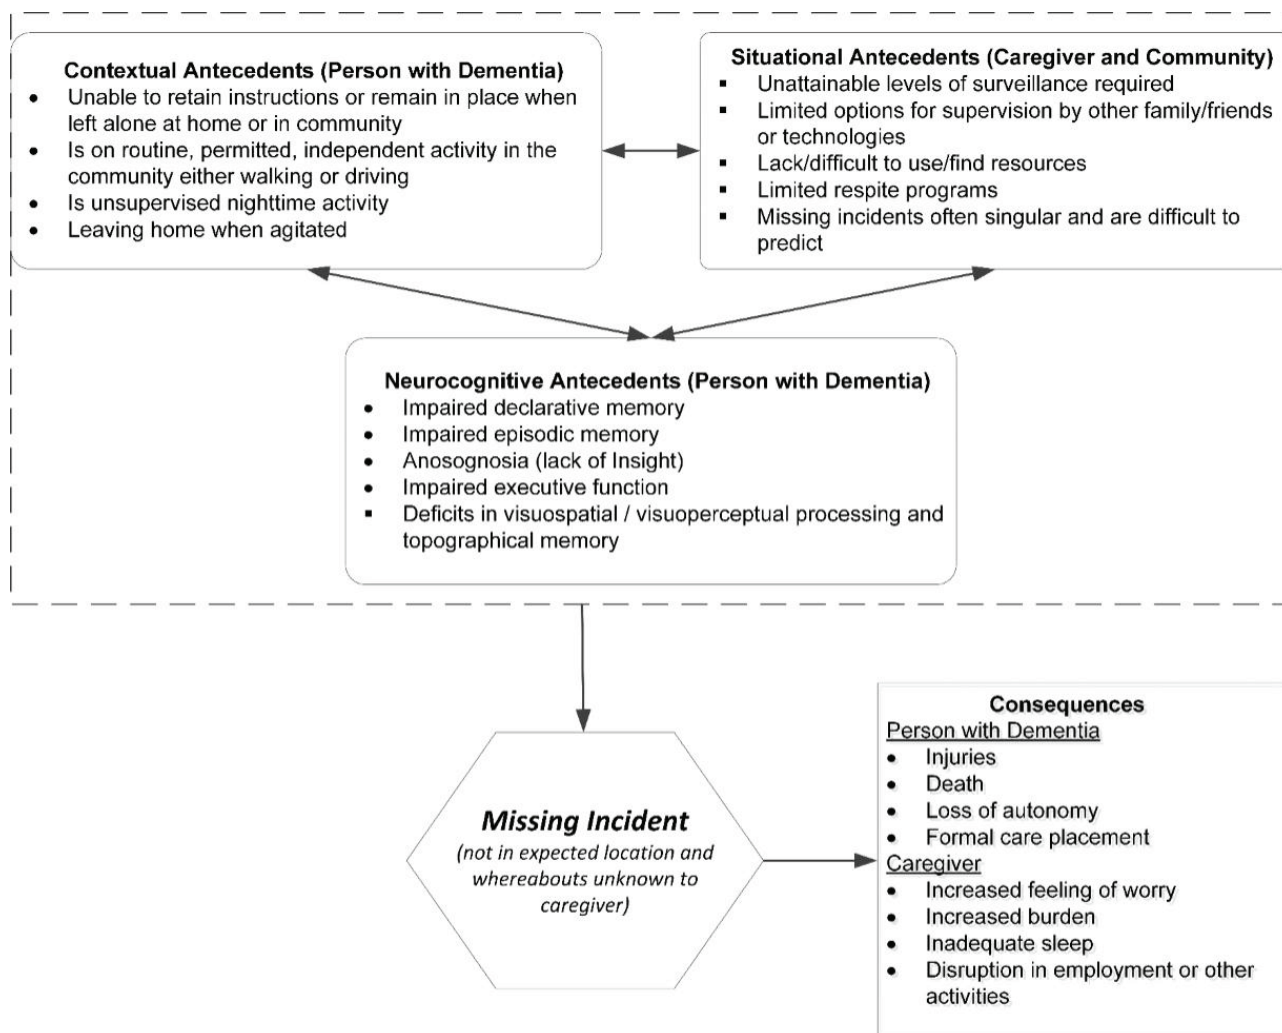 Contextual Antecedents (Person with Dementia)
• Unable to retain instructions or remain in place when
left alone at home or in community
• Is on routine, permitted, independent activity in the
community either walking or driving
• Is unsupervised nighttime activity
• Leaving home when agitated
Situational Antecedents (Caregiver and Community)
▪ Unattainable levels of surveillance required
▪ Limited options for supervision by other family/friends
or technologies
▪ Lack/difficult to use/find resources
▪ Limited respite programs
▪ Missing incidents often singular and are difficult to
predict
Neurocognitive Antecedents (Person with Dementia)
• Impaired declarative memory
• Impaired episodic memory
• Anosognosia (lack of Insight)
• Impaired executive function
▪ Deficits in visuospatial / visuoperceptual processing and
topographical memory
Missing Incident
(not in expected location and
whereabouts unknown to
caregiver)
Consequences
Person with Dementia
• Injuries
• Death
• Loss of autonomy
• Formal care placement
Caregiver
• Increased feeling of worry
• Increased burden
• Inadequate sleep
• Disruption in employment or other
activities